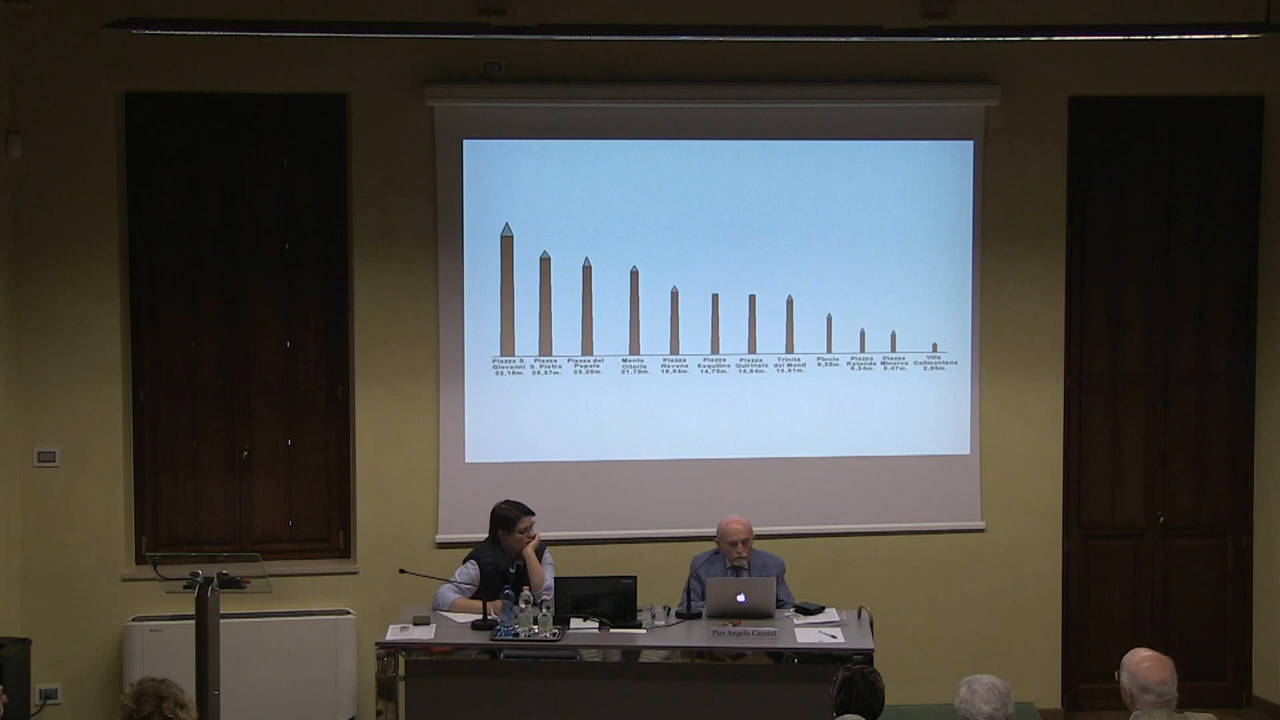 Piazza S. Giovanni 32,18m.
Piazza S. Pietro 25,37m.
Piazza del Popolo 23,20m.
Monte Citorio 21,79m.
Piazza Navona 16,54m.
Piazza Esquilino 14,75m.
Piazza Quirinale 14,64m.
Trinità dei Monti 13,91m.
Pincio 9,25m.
Piazza Rotonda 6,34m.
Piazza Minerva 5.47m.
Villa Celimontana
Pier Angelo Carozzi